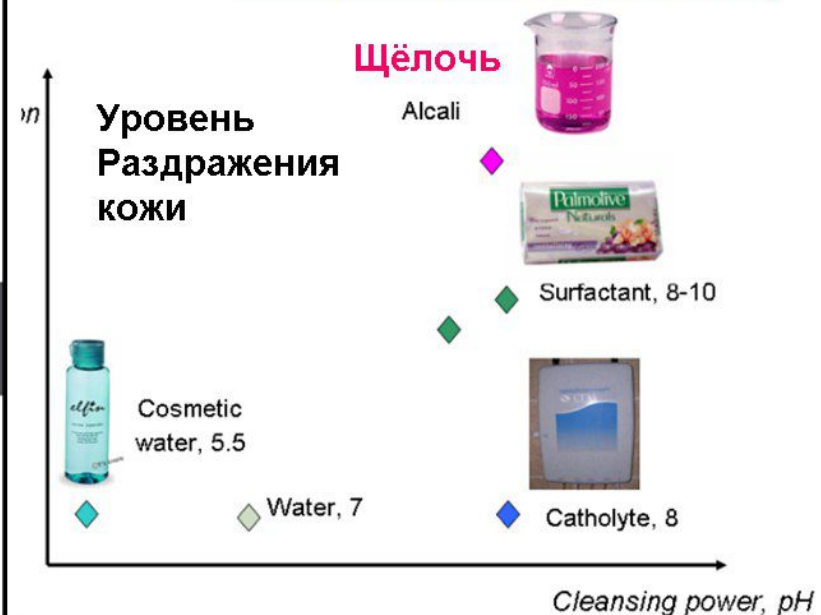 Щёлочь
Alcali
Уровень
Раздражения
кожи
Palmolive
Naturals
Surfactant, 8-10
elfin
Cosmetic
water, 5.5
Water, 7
Catholyte, 8
Cleansing power, pH